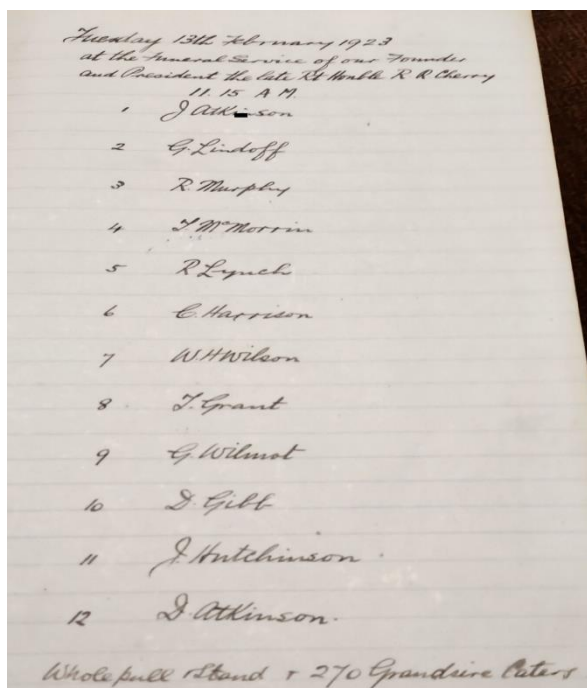 Tuesday 13th February 1923
at the Funeral Service of our Founder
and President the late Rt Honble R R Cherry
11.15 A M.
1 J Atkinson
2 G. Lindoff
3 R. Murphy
4 T. McMorrin
5 R Lynch
6 C. Harrison
7 W. H Wilson
8 T. Grant
9 G. Wilmot
10 D. Gibb
11 J. Hutchinson.
12 D. Atkinson.
Whole pull & Stand & 270 Grandsire Caters